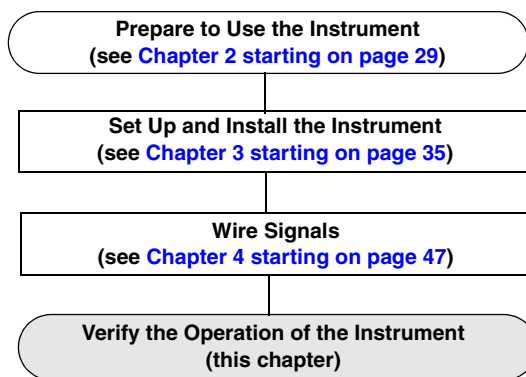 Prepare to Use the Instrument
(see Chapter 2 starting on page 29)
Set Up and Install the Instrument
(see Chapter 3 starting on page 35)
Wire Signals
(see Chapter 4 starting on page 47)
Verify the Operation of the Instrument
(this chapter)